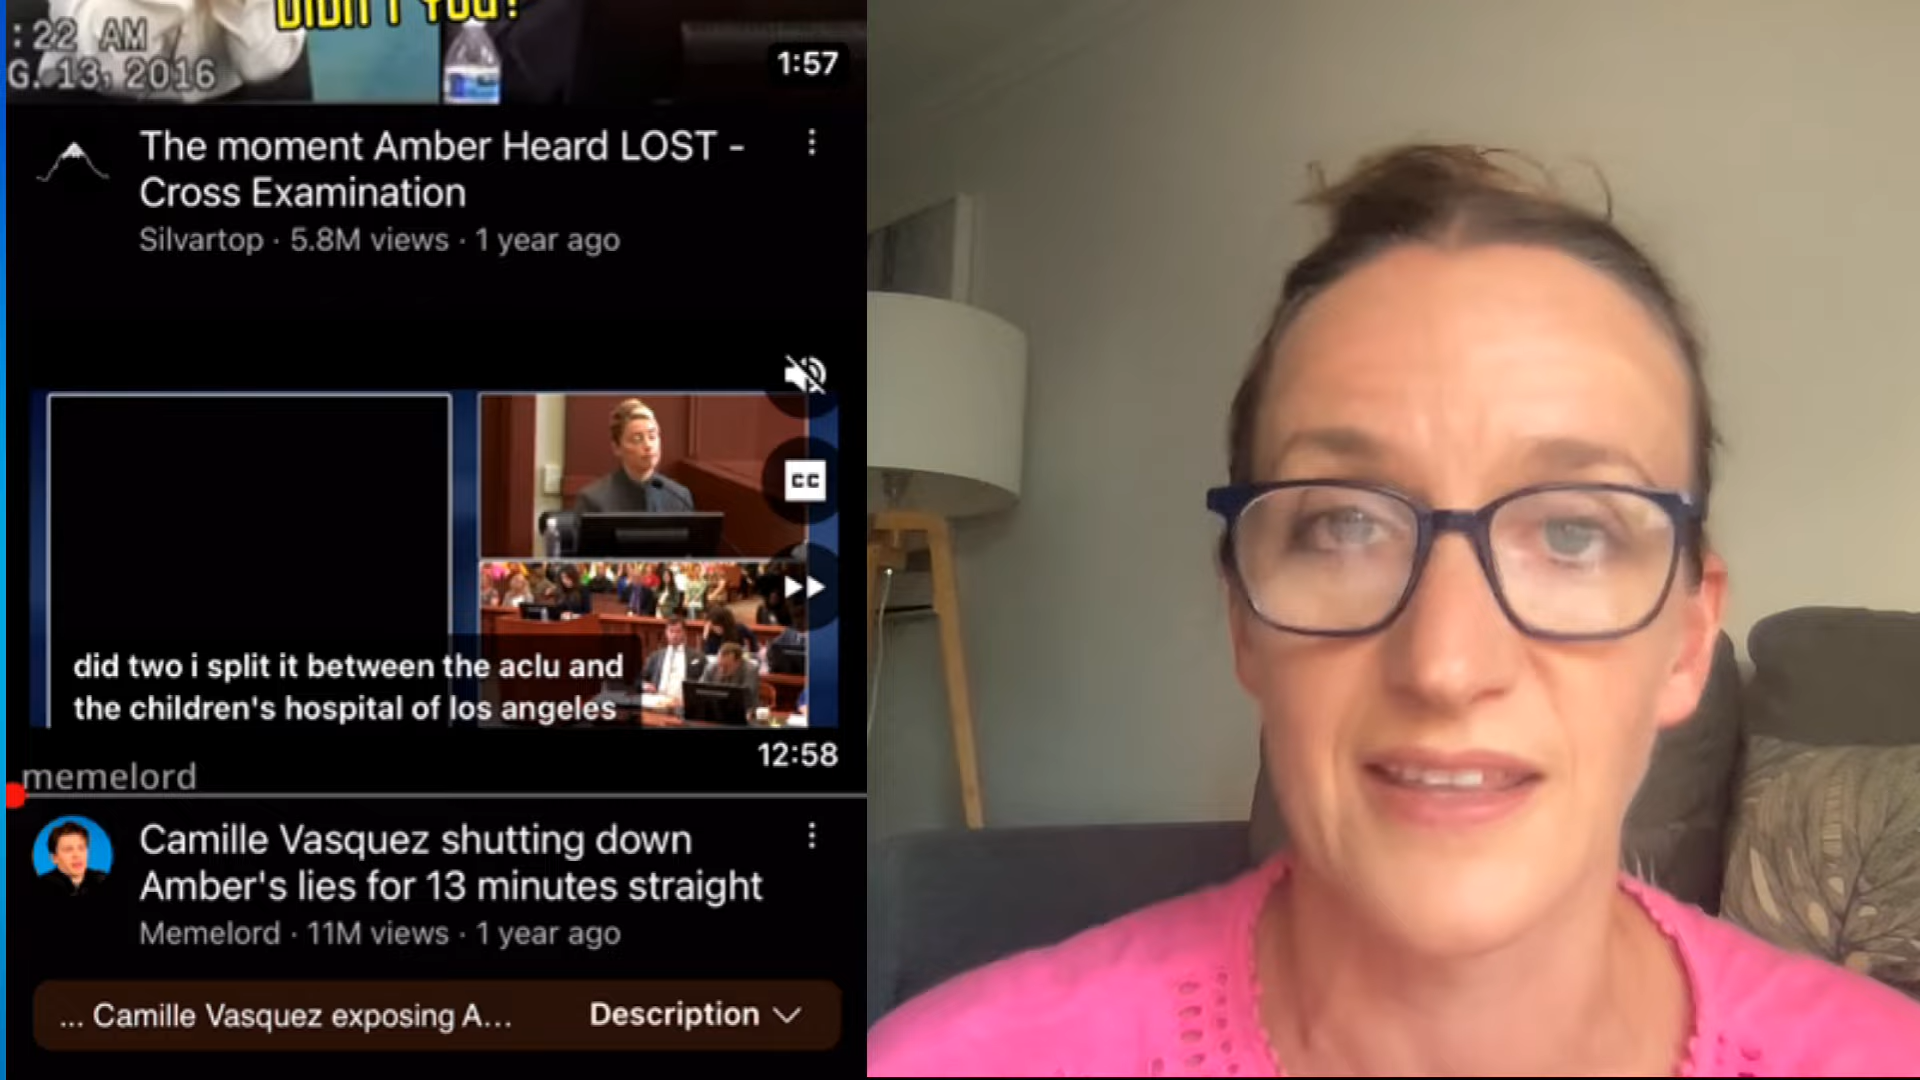 DIDN'T YOU?
:22 AM
G. 13, 2016
1:57
The moment Amber Heard LOST -
Cross Examination
Silvartop · 5.8M views · 1 year ago
CC
did two i split it between the aclu and
the children's hospital of los angeles
12:58
memelord
Camille Vasquez shutting down
Amber's lies for 13 minutes straight
Memelord · 11M views · 1 year ago
... Camille Vasquez exposing A...
Description